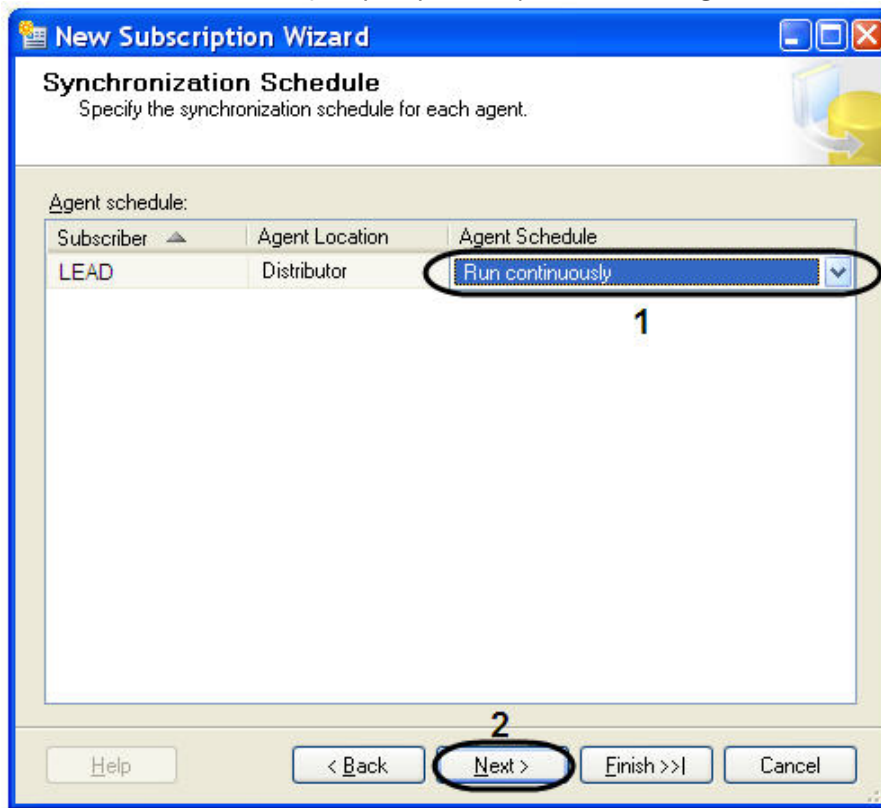 New Subscription Wizard
Synchronization Schedule
Specify the synchronization schedule for each agent.
Agent schedule:
Subscriber Agent Location Agent Schedule
LEAD Distributor Run continuously
1
2
Help < Back Next > Finish >>| Cancel